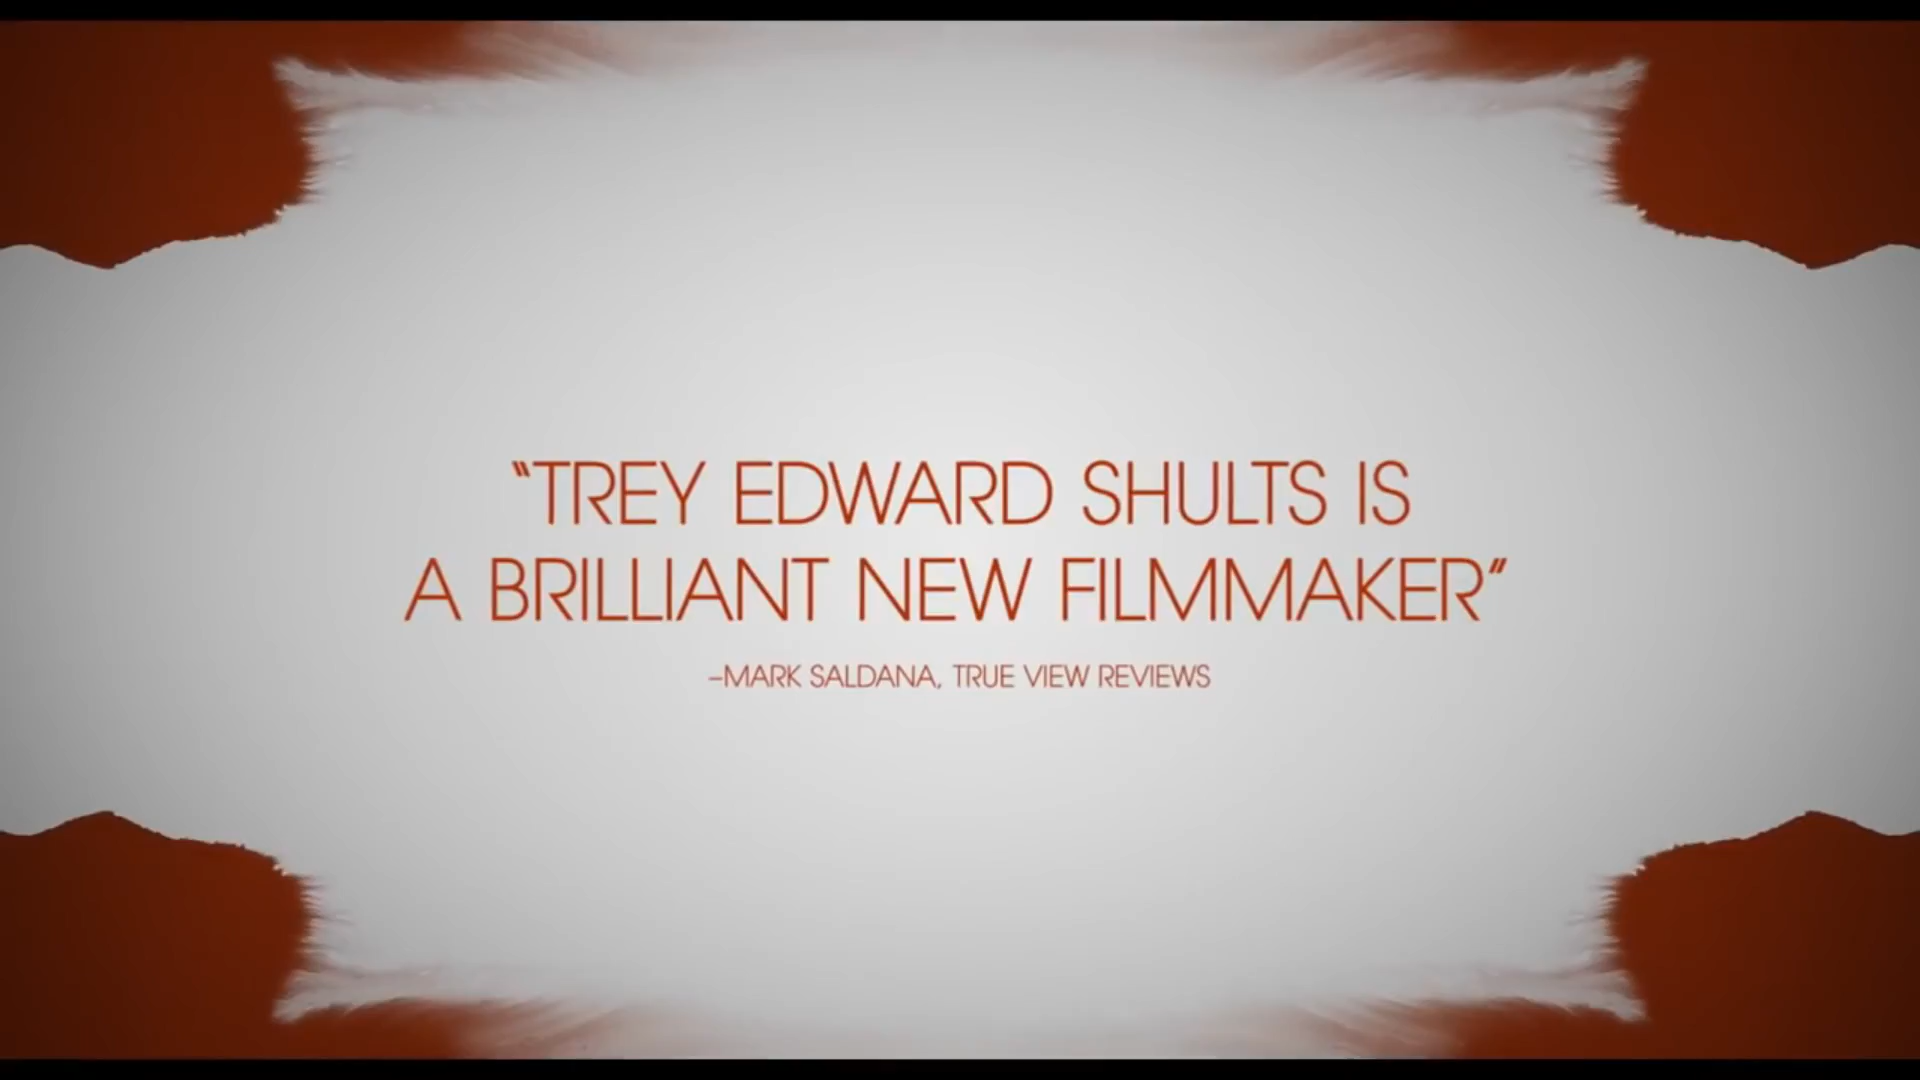 “TREY EDWARD SHULTS IS
A BRILLIANT NEW FILMMAKER”
–MARK SALDANA, TRUE VIEW REVIEWS